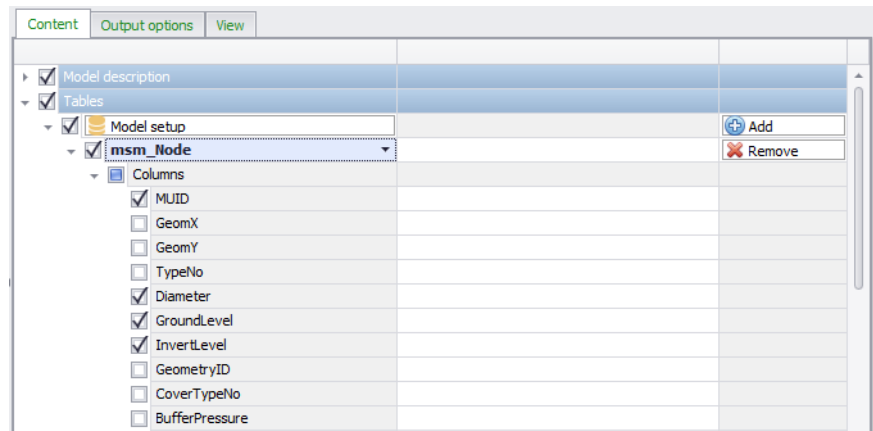 Content Output options View
Model description
Tables
Model setup Add
msm_Node Remove
Columns
MUID
GeomX
GeomY
TypeNo
Diameter
GroundLevel
InvertLevel
GeometryID
CoverTypeNo
BufferPressure